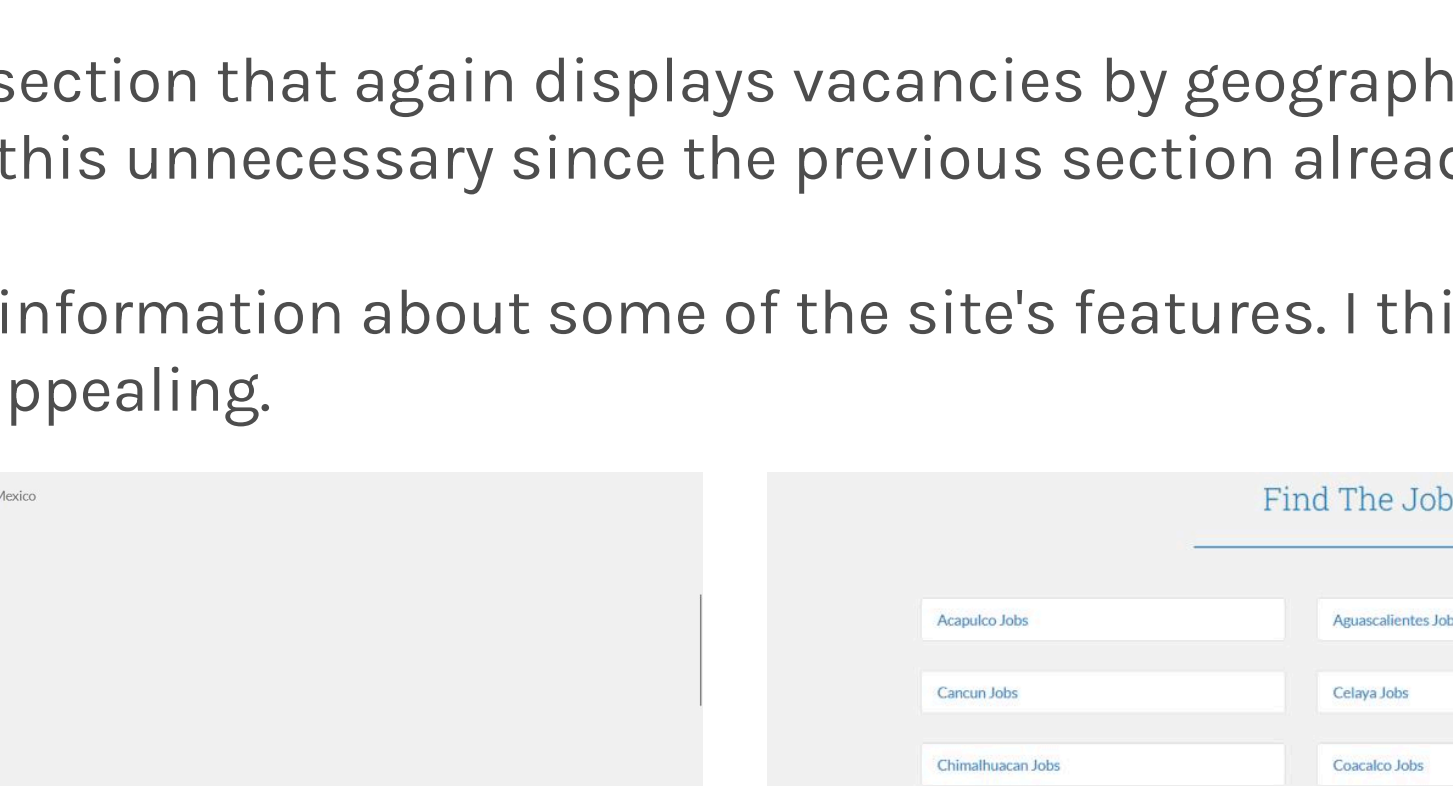 section that again displays vacancies by geograph
this unnecessary since the previous section alread
information about some of the site's features. I thi
ppealing.
Mexico
Find The Job
Acapulco Jobs
Aguascalientes Job
Cancun Jobs
Celaya Jobs
Chimalhuacan Jobs
Coacalco Jobs